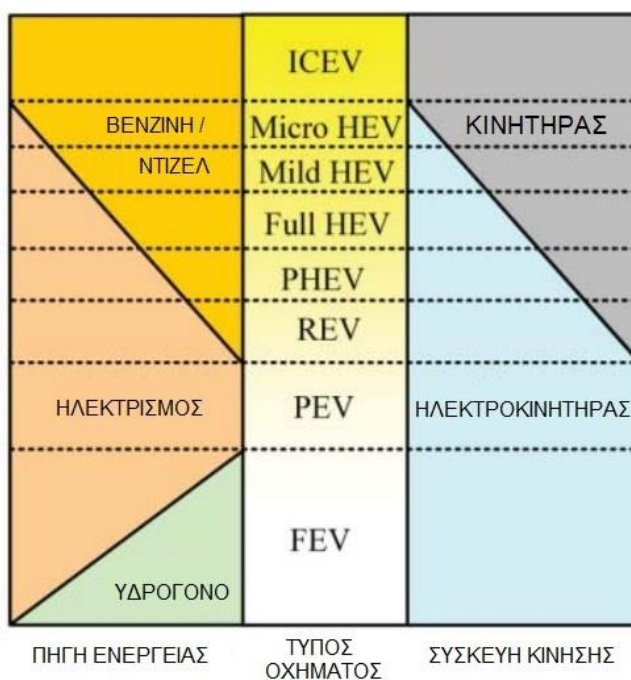 ICEV
ΒΕΝΖΙΝΗ /
ΝΤΙΖΕΛ
Micro HEV
ΚΙΝΗΤΗΡΑΣ
Mild HEV
Full HEV
PHEV
REV
ΗΛΕΚΤΡΙΣΜΟΣ
PEV
ΗΛΕΚΤΡΟΚΙΝΗΤΗΡΑΣ
FEV
ΥΔΡΟΓΟΝΟ
ΠΗΓΗ ΕΝΕΡΓΕΙΑΣ
ΤΥΠΟΣ
ΟΧΗΜΑΤΟΣ
ΣΥΣΚΕΥΗ ΚΙΝΗΣΗΣ